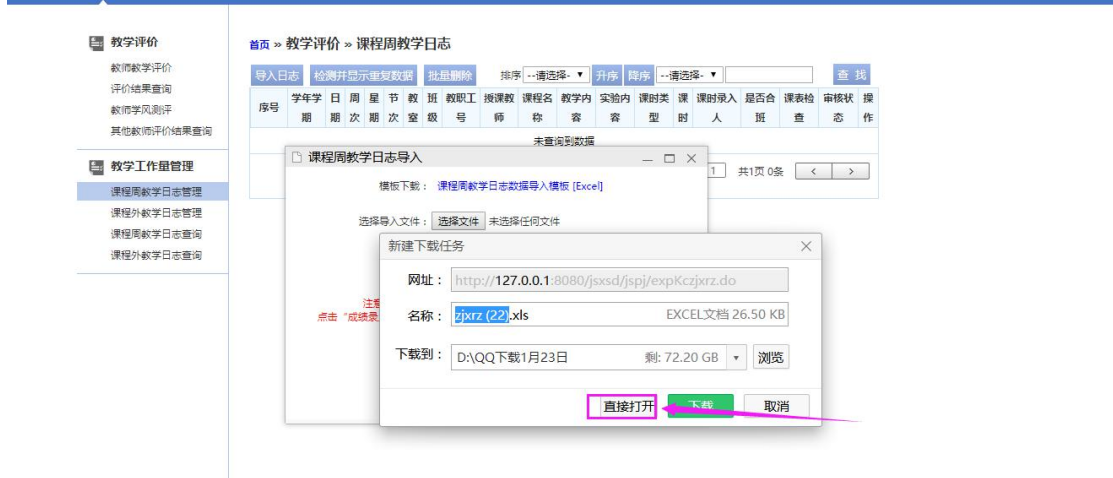 教学评价
教师教学评价
评价结果查询
教师学风测评
其他教师评价结果查询
教学工作量管理
课程周教学日志管理
课程外教学日志管理
课程周教学日志查询
课程外教学日志查询
首页 » 教学评价 » 课程周教学日志
导入日志 检测并显示重复数据 批量删除 排序 --请选择- 升序 降序 --请选- 查 找
序号 学年学期 日期 周次 星期 节次 教室 班级 教职工号 授课教师 课程名称 教学内容 实验内容 课时类型 课时 课时录入人 是否合班 课表检查 审核状态 操作
未查询到数据
1 共1页 0条 < >
课程周教学日志导入
模板下载： 课程周教学日志数据导入模板 [Excel]
选择导入文件： 选择文件 未选择任何文件
注意
点击 "成绩录
新建下载任务
网址： http://127.0.0.1:8080/jsxsd/jspj/expKczjxrz.do
名称： zjxrz (22).xls EXCEL文档 26.50 KB
下载到： D:\QQ下载1月23日 剩: 72.20 GB 浏览
直接打开 下载 取消